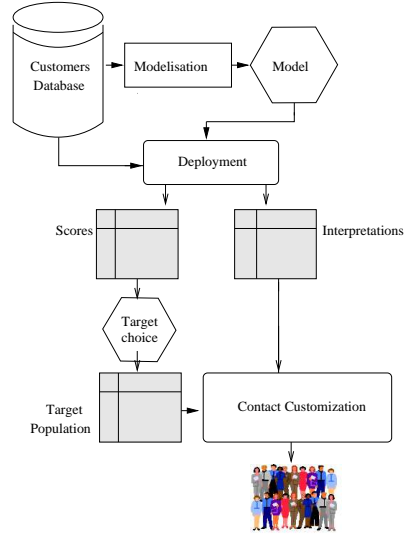 Customers
Database
Modelisation
Model
Deployment
Scores
Interpretations
Target
choice
Target
Population
Contact Customization